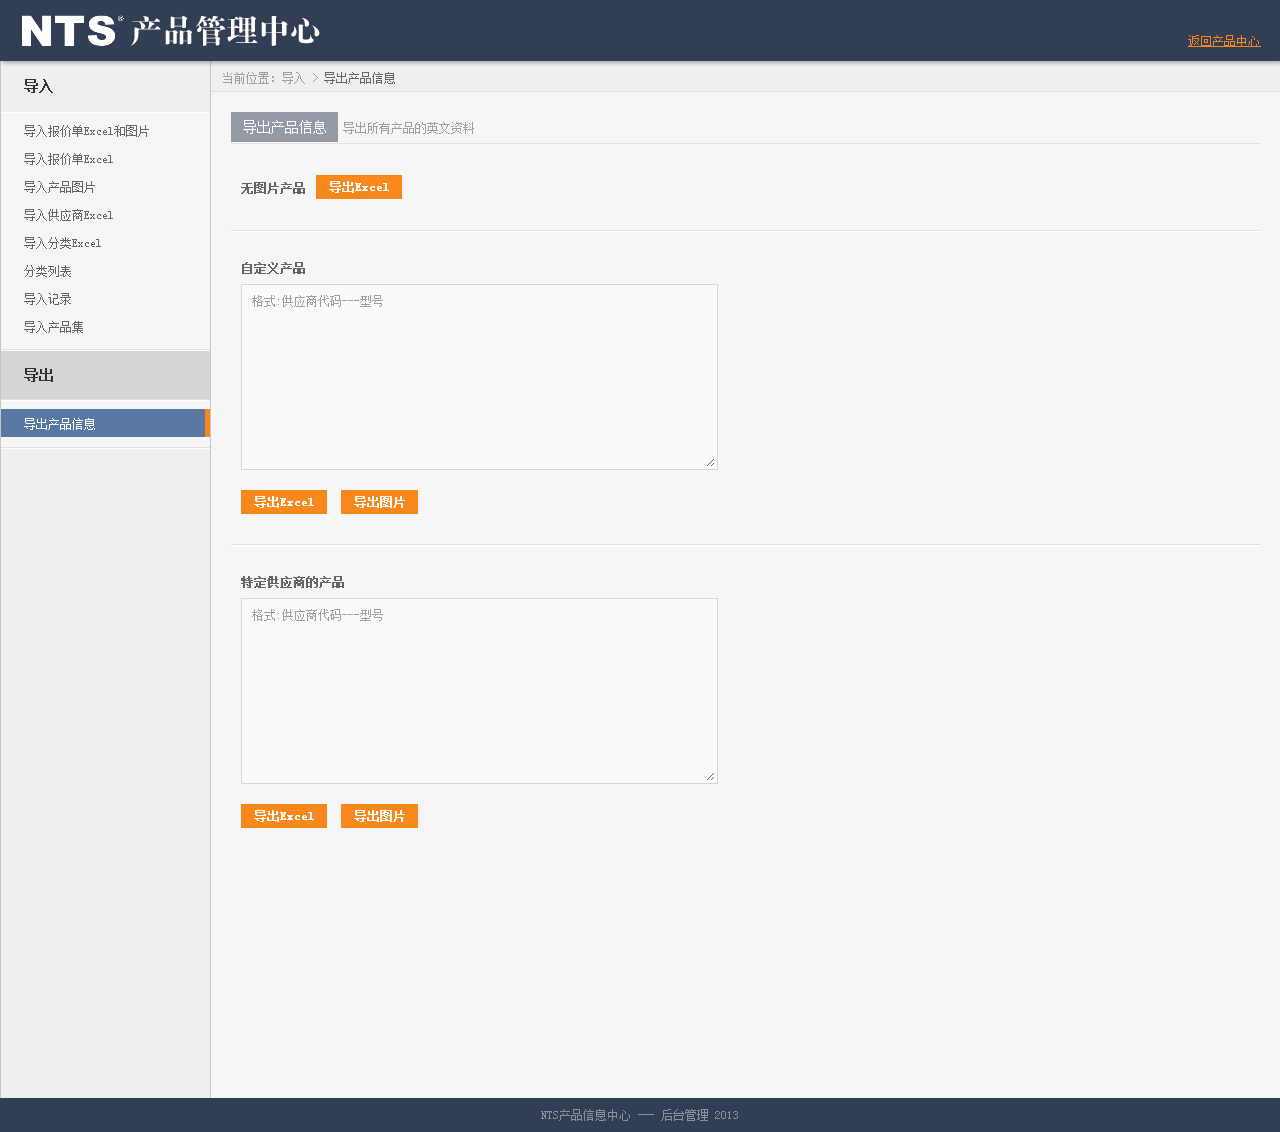 NTS® 产品管理中心
返回产品中心
导入
导入报价单Excel和图片
导入报价单Excel
导入产品图片
导入供应商Excel
导入分类Excel
分类列表
导入记录
导入产品集
导出
导出产品信息
当前位置: 导入 > 导出产品信息
导出产品信息 导出所有产品的英文资料
无图片产品 导出Excel
自定义产品
格式:供应商代码---型号
导出Excel 导出图片
特定供应商的产品
格式:供应商代码---型号
导出Excel 导出图片
NTS产品信息中心 —— 后台管理 2013